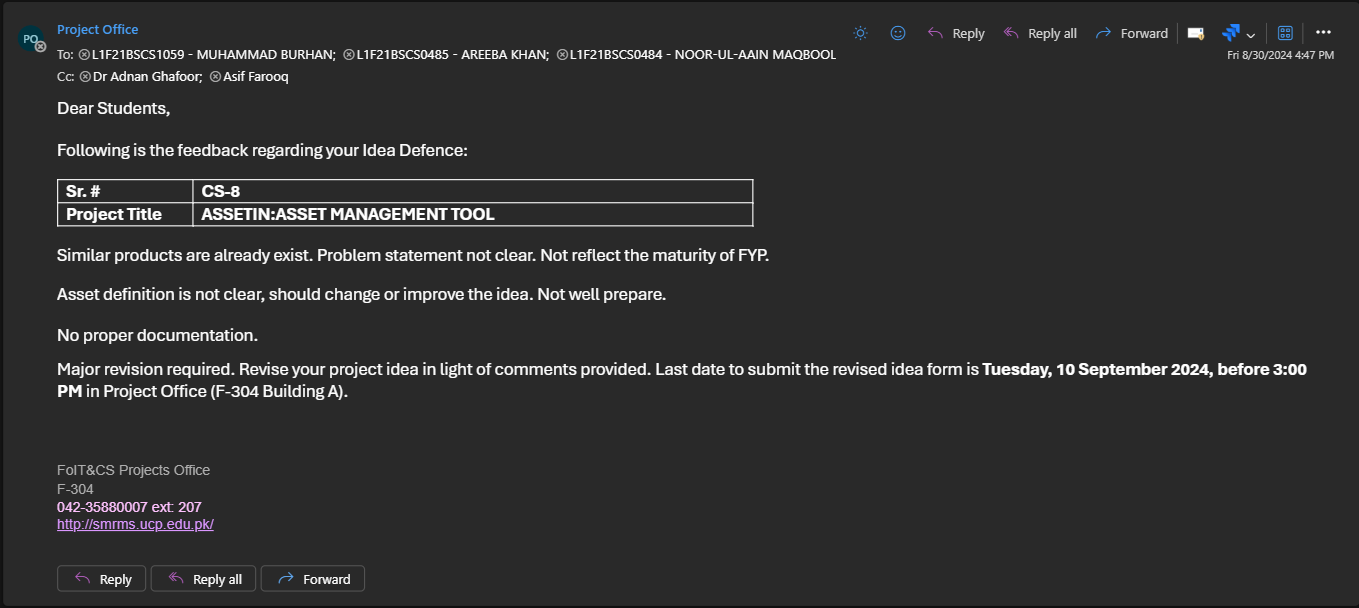 Project Office
PO
Reply Reply all Forward
To: L1F21BSCS1059 - MUHAMMAD BURHAN; L1F21BSCS0485 - AREEBA KHAN; L1F21BSCS0484 - NOOR-UL-AAIN MAQBOOL
Fri 8/30/2024 4:47 PM
Cc: Dr Adnan Ghafoor; Asif Farooq
Dear Students,
Following is the feedback regarding your Idea Defence:
Sr. # CS-8
Project Title ASSETIN:ASSET MANAGEMENT TOOL
Similar products are already exist. Problem statement not clear. Not reflect the maturity of FYP.
Asset definition is not clear, should change or improve the idea. Not well prepare.
No proper documentation.
Major revision required. Revise your project idea in light of comments provided. Last date to submit the revised idea form is Tuesday, 10 September 2024, before 3:00
PM in Project Office (F-304 Building A).
FoIT&CS Projects Office
F-304
042-35880007 ext: 207
http://smrms.ucp.edu.pk/
Reply Reply all Forward